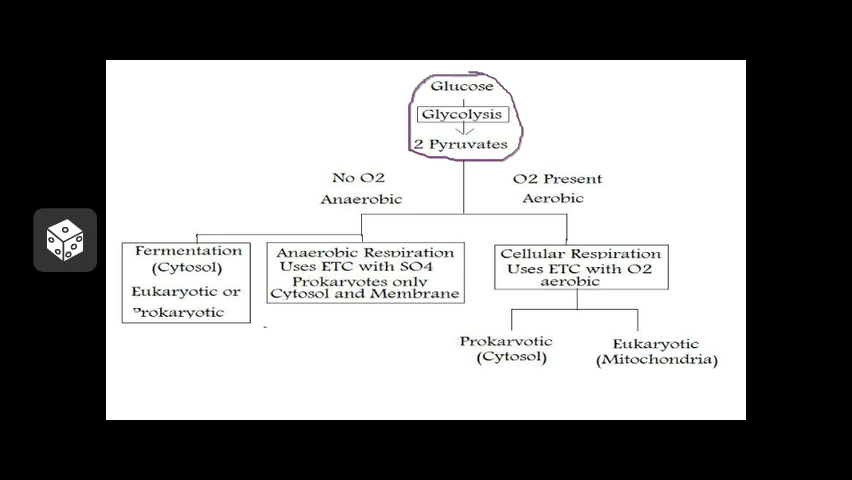 Glucose
Glycolysis
2 Pyruvates
No O2
Anaerobic
O2 Present
Aerobic
Fermentation
(Cytosol)
Eukaryotic or
Prokaryotic
Anaerobic Respiration
Uses ETC with SO4
Prokaryotes only
Cytosol and Membrane
Cellular Respiration
Uses ETC with O2
aerobic
Prokaryotic
(Cytosol)
Eukaryotic
(Mitochondria)